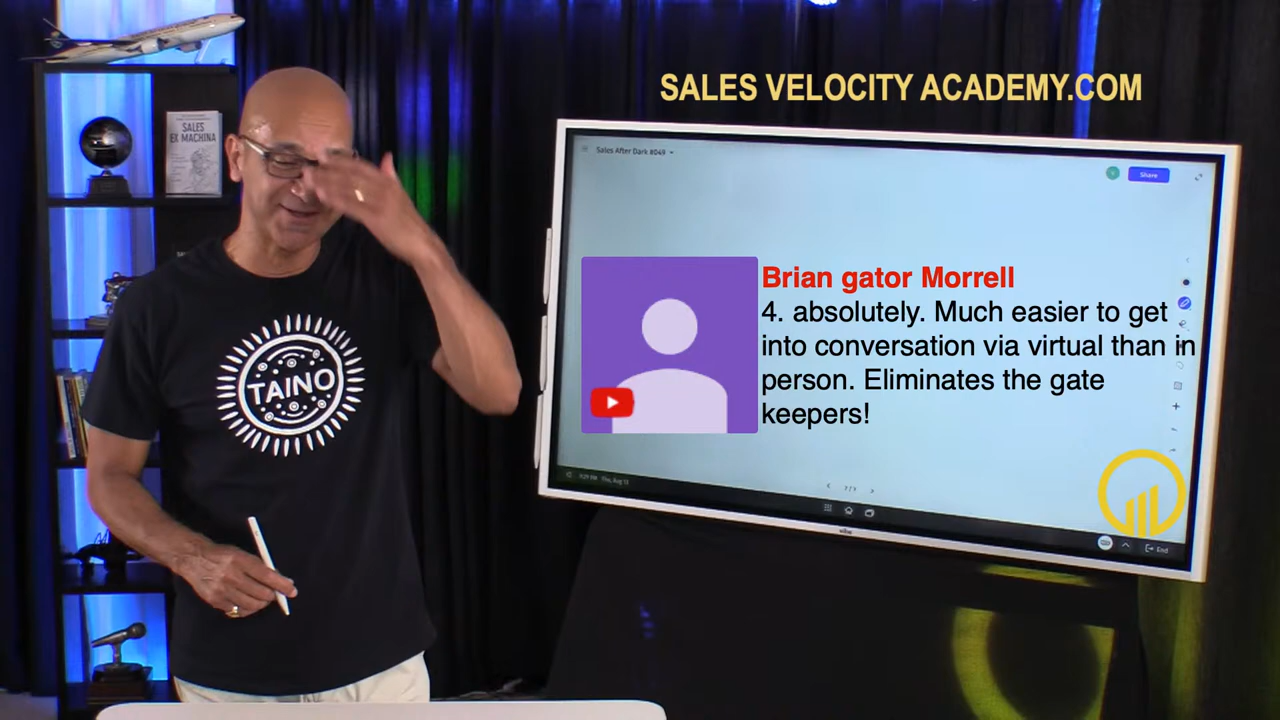 SALES VELOCITY ACADEMY.COM
SALES
EX MACHINA
Sales After Dark #049
Share
TAINO
Brian gator Morrell
4. absolutely. Much easier to get
into conversation via virtual than in
person. Eliminates the gate
keepers!
End